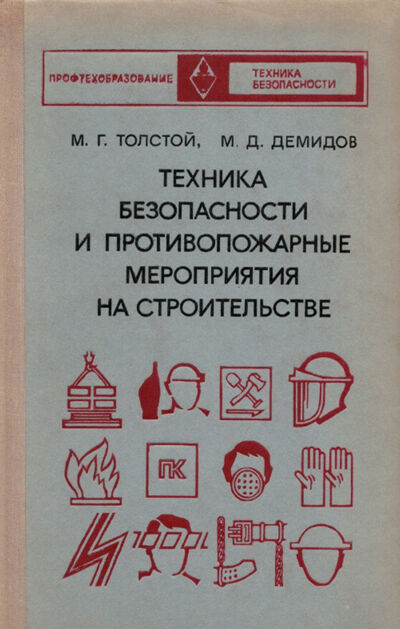 ПРОФТЕХОБРАЗОВАНИЕ
ТЕХНИКА
БЕЗОПАСНОСТИ
М. Г. ТОЛСТОЙ, М. Д. ДЕМИДОВ
ТЕХНИКА
БЕЗОПАСНОСТИ
И ПРОТИВОПОЖАРНЫЕ
МЕРОПРИЯТИЯ
НА СТРОИТЕЛЬСТВЕ
ПК